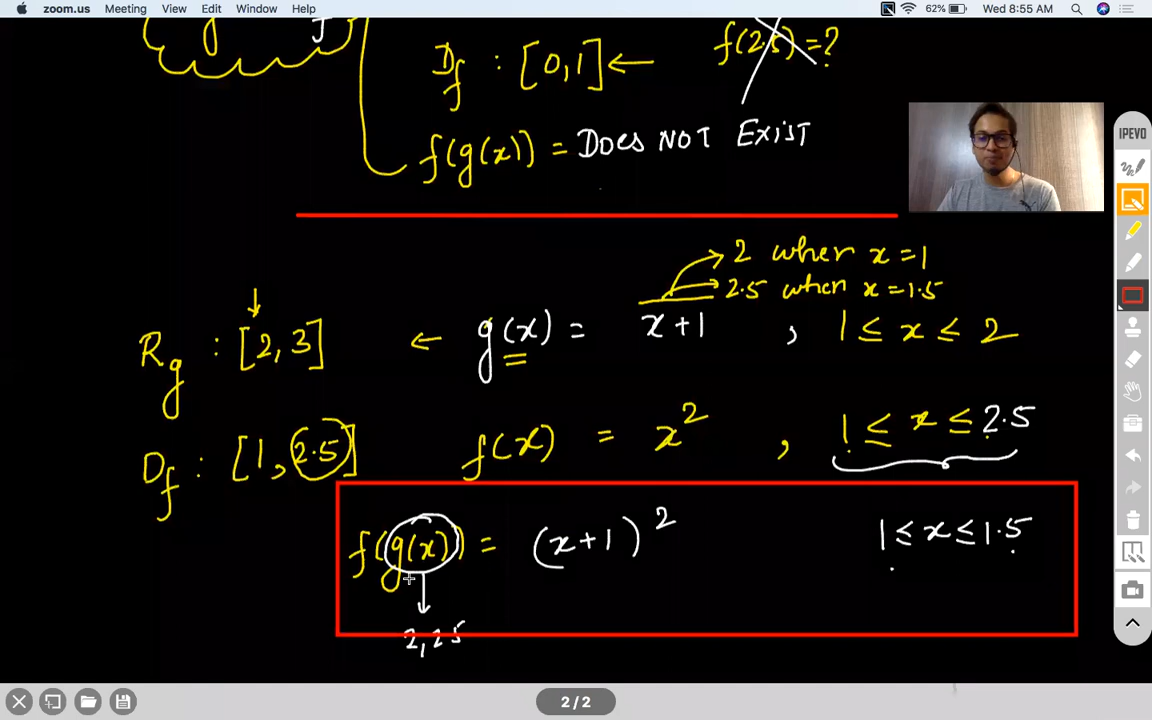 zoom.us Meeting View Edit Window Help 62% Wed 8:55 AM
g f
Df : [0,1] ← f(2.5) = ?
f(g(x)) = DOES NOT EXIST
IPEVO
2 when x = 1
2.5 when x = 1.5
Rg : [2, 3] ← g(x) = x + 1 , 1 ≤ x ≤ 2
Df : [1, 2.5] f(x) = x² , 1 ≤ x ≤ 2.5
f(g(x)) = (x+1)² 1 ≤ x ≤ 1.5
2, 2.5
2/2